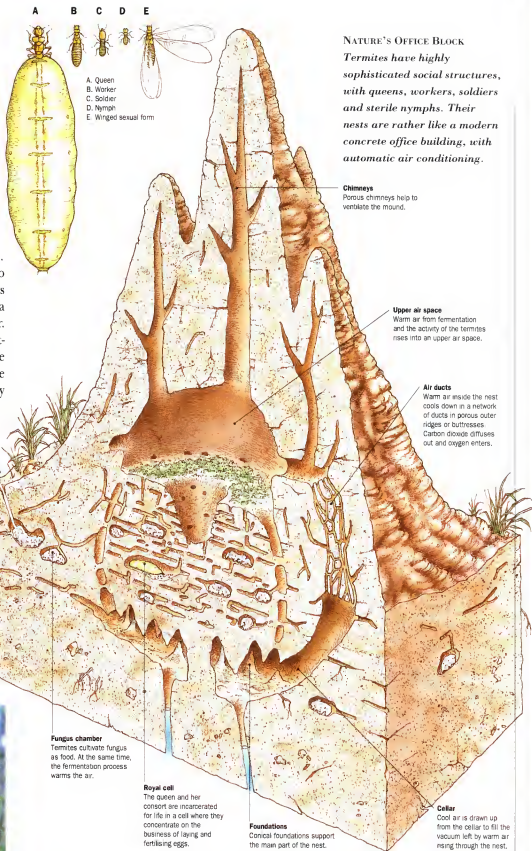 A B C D E
A. Queen
B. Worker
C. Soldier
D. Nymph
E. Winged sexual form
NATURE'S OFFICE BLOCK
Termites have highly
sophisticated social structures,
with queens, workers, soldiers
and sterile nymphs. Their
nests are rather like a modern
concrete office building, with
automatic air conditioning.
Chimneys
Porous chimneys help to
ventilate the mound.
Upper air space
Warm air from fermentation
and the activity of the termites
rises into an upper air space.
Air ducts
Warm air inside the nest
cools down in a network
of ducts in porous outer
ridges or buttresses.
Carbon dioxide diffuses
out and oxygen enters.
Fungus chamber
Termites cultivate fungus
as food. At the same time,
the fermentation process
warms the air.
Royal cell
The queen and her
consort are incarcerated
for life in a cell where they
concentrate on the
business of laying and
fertilising eggs.
Foundations
Conical foundations support
the main part of the nest.
Cellar
Cool air is drawn up
from the cellar to fill the
vacuum left by warm air
rising through the nest.